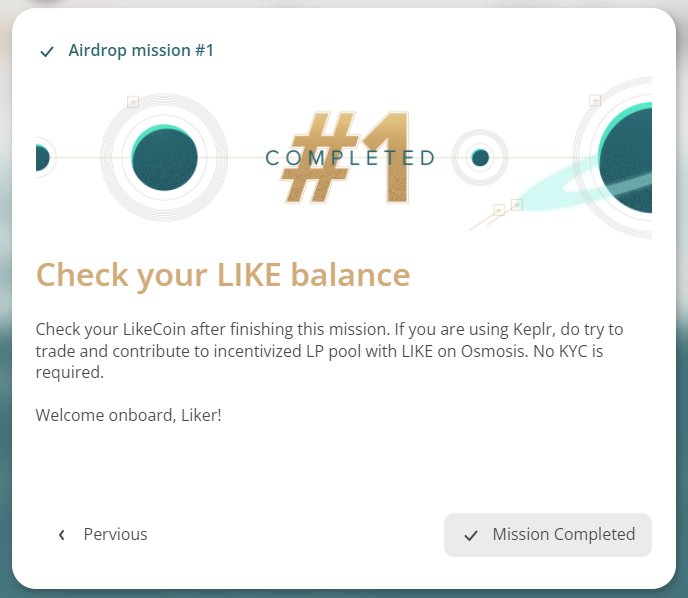 Airdrop mission #1
#1
COMPLETED
Check your LIKE balance
Check your LikeCoin after finishing this mission. If you are using Keplr, do try to
trade and contribute to incentivized LP pool with LIKE on Osmosis. No KYC is
required.
Welcome onboard, Liker!
Pervious
Mission Completed